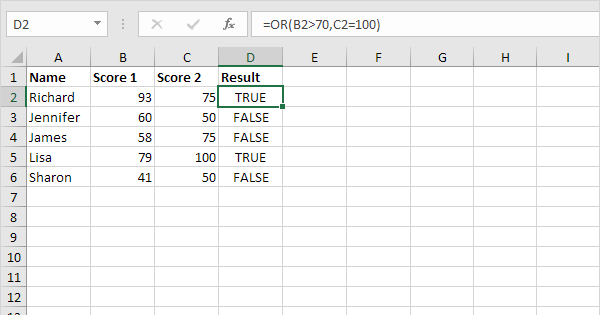 D2 fx =OR(B2>70,C2=100)
A B C D E F G H I
1 Name Score 1 Score 2 Result
2 Richard 93 75 TRUE
3 Jennifer 60 50 FALSE
4 James 58 75 FALSE
5 Lisa 79 100 TRUE
6 Sharon 41 50 FALSE
7
8
9
10
11
12
13